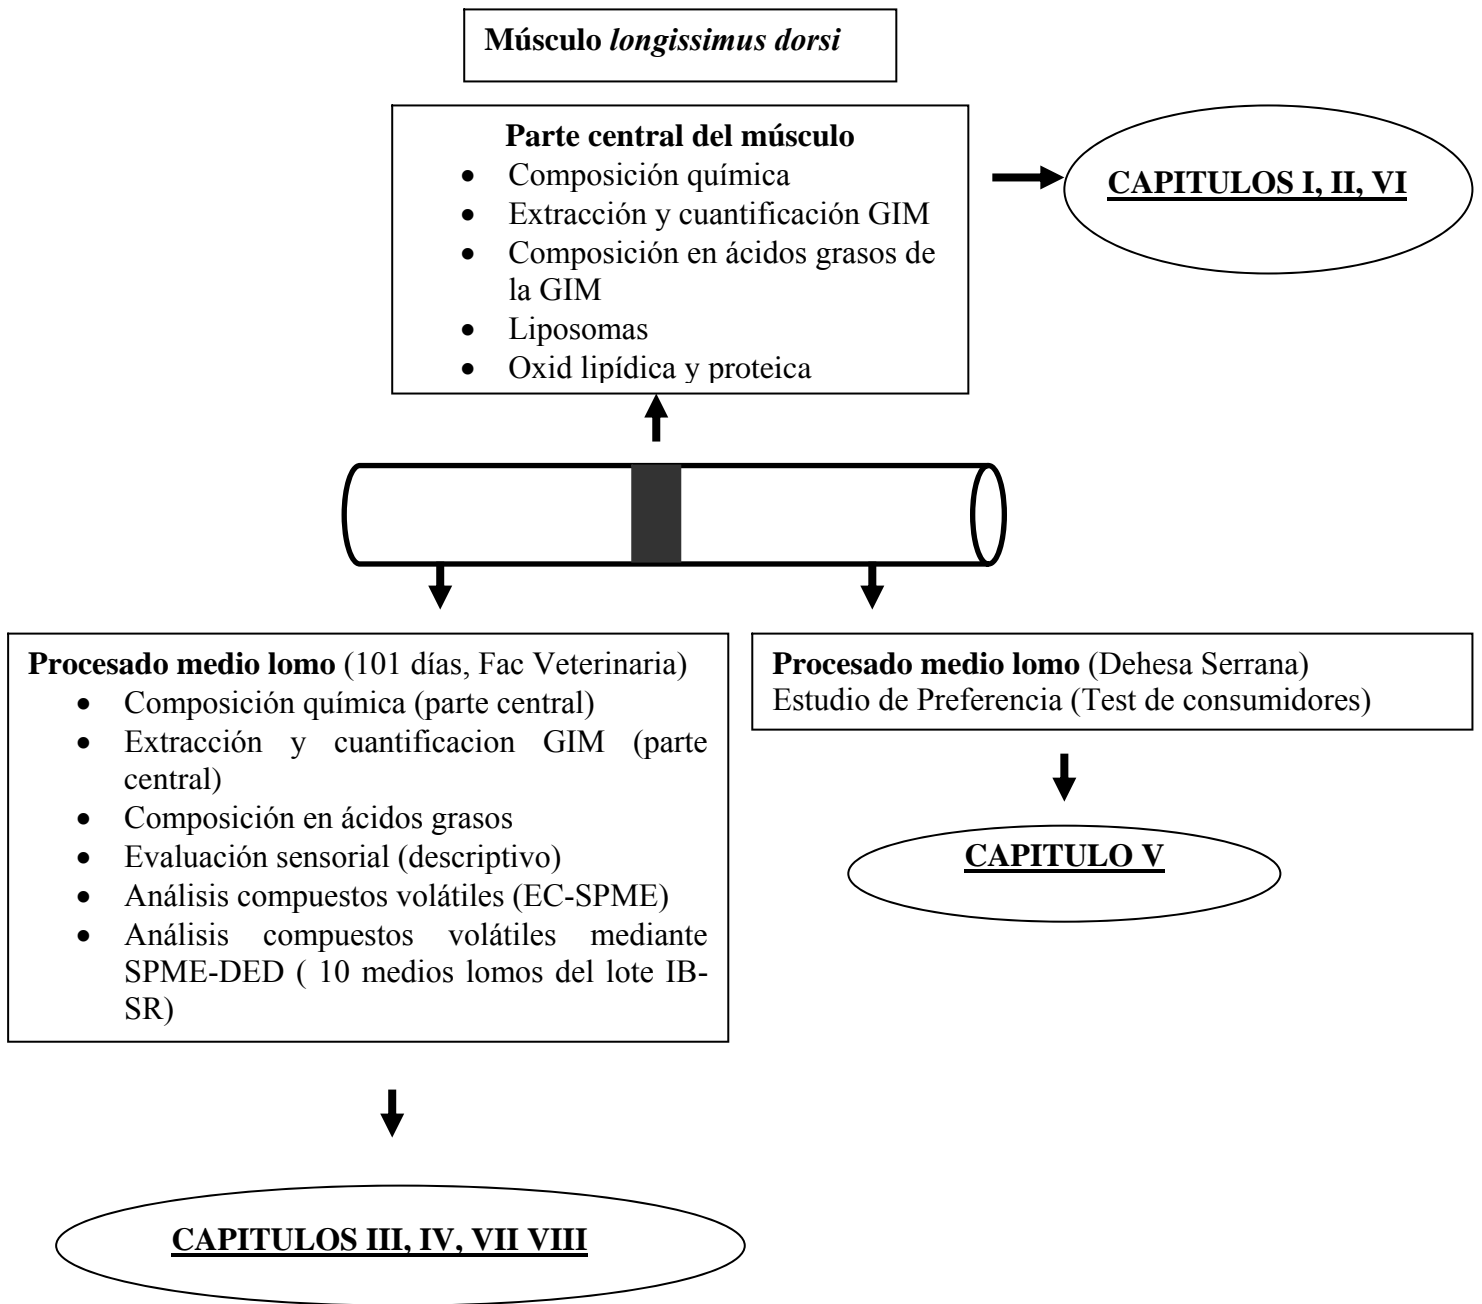 Músculo longissimus dorsi
Parte central del músculo
• Composición química
• Extracción y cuantificación GIM
• Composición en ácidos grasos de
la GIM
• Liposomas
• Oxid lipídica y proteica
CAPITULOS I, II, VI
Procesado medio lomo (101 días, Fac Veterinaria)
• Composición química (parte central)
• Extracción y cuantificacion GIM (parte
central)
• Composición en ácidos grasos
• Evaluación sensorial (descriptivo)
• Análisis compuestos volátiles (EC-SPME)
• Análisis compuestos volátiles mediante
SPME-DED ( 10 medios lomos del lote IB-
SR)
Procesado medio lomo (Dehesa Serrana)
Estudio de Preferencia (Test de consumidores)
CAPITULO V
CAPITULOS III, IV, VII VIII